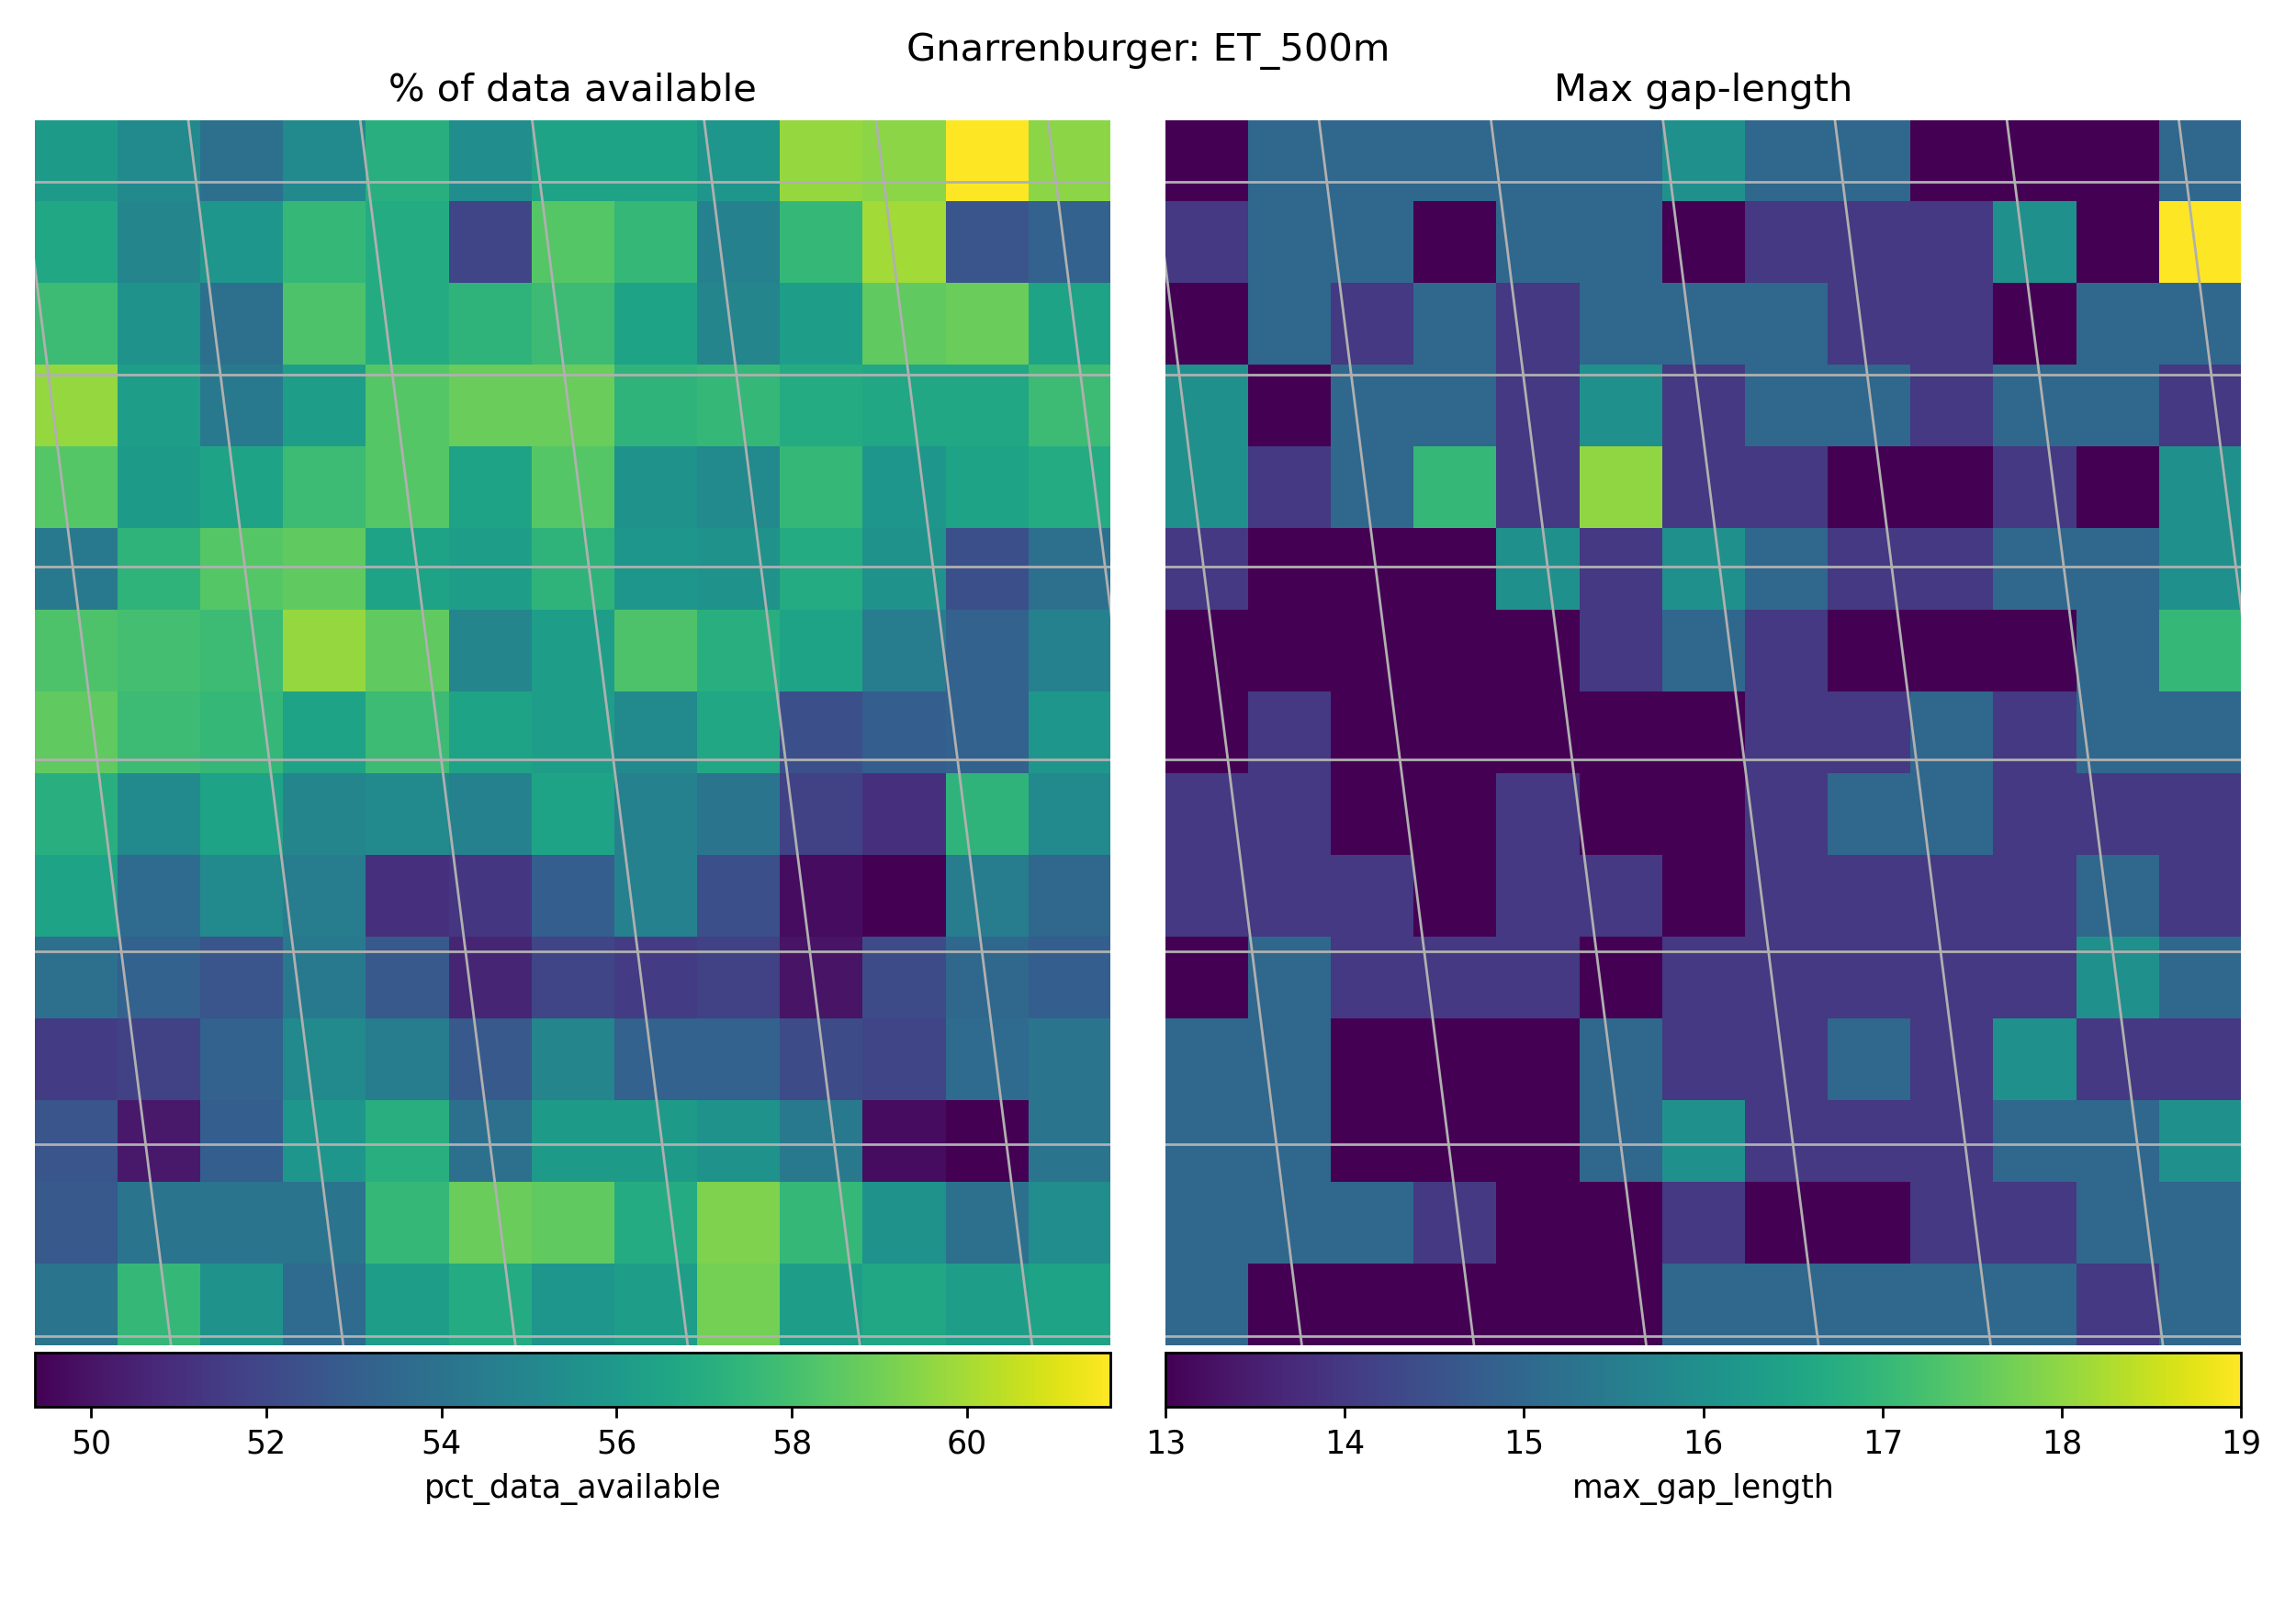 Gnarrenburger: ET_500m
% of data available
Max gap-length
50 52 54 56 58 60
pct_data_available
13 14 15 16 17 18 19
max_gap_length